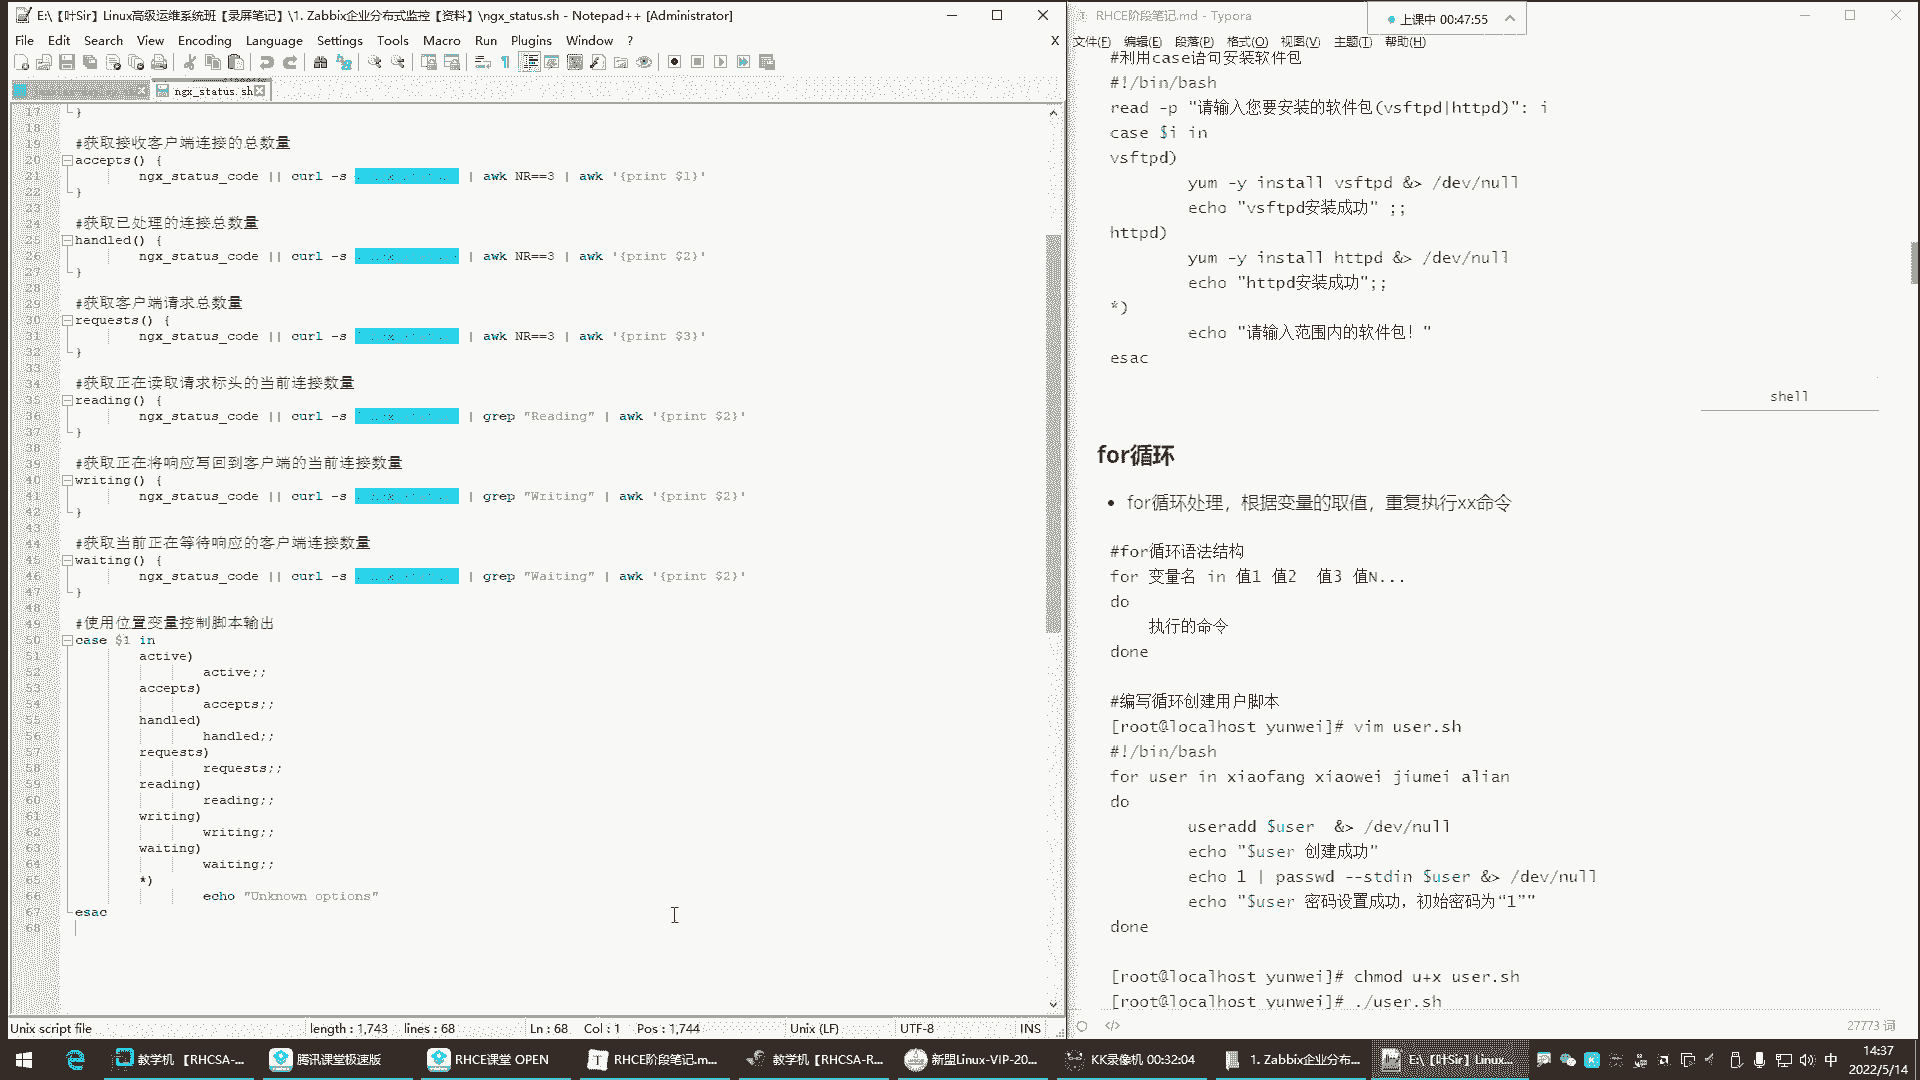 E:\【叶Sir】Linux高级运维系统班【录屏笔记】\1. Zabbix企业分布式监控【资料】\ngx_status.sh - Notepad++ [Administrator]
File Edit Search View Encoding Language Settings Tools Macro Run Plugins Window ? X
ngx_status.sh
17 }
18
19 #获取接收客户端连接的总数量
20 accepts() {
21 ngx_status_code || curl -s | awk NR==3 | awk '{print $1}'
22 }
23
24 #获取已处理的连接总数量
25 handled() {
26 ngx_status_code || curl -s | awk NR==3 | awk '{print $2}'
27 }
28
29 #获取客户端请求总数量
30 requests() {
31 ngx_status_code || curl -s | awk NR==3 | awk '{print $3}'
32 }
33
34 #获取正在读取请求标头的当前连接数量
35 reading() {
36 ngx_status_code || curl -s | grep "Reading" | awk '{print $2}'
37 }
38
39 #获取正在将响应写回到客户端的当前连接数量
40 writing() {
41 ngx_status_code || curl -s | grep "Writing" | awk '{print $2}'
42 }
43
44 #获取当前正在等待响应的客户端连接数量
45 waiting() {
46 ngx_status_code || curl -s | grep "Waiting" | awk '{print $2}'
47 }
48
49 #使用位置变量控制脚本输出
50 case $1 in
51 active)
52 active;;
53 accepts)
54 accepts;;
55 handled)
56 handled;;
57 requests)
58 requests;;
59 reading)
60 reading;;
61 writing)
62 writing;;
63 waiting)
64 waiting;;
65 *)
66 echo "Unknown options"
67 esac
68
Unix script file length : 1,743 lines : 68 Ln : 68 Col : 1 Pos : 1,744 Unix (LF) UTF-8 INS
RHCE阶段笔记.md - Typora
上课中 00:47:55
文件(F) 编辑(E) 段落(P) 格式(O) 视图(V) 主题(T) 帮助(H)
#利用case语句安装软件包
#!/bin/bash
read -p "请输入您要安装的软件包(vsftpd|httpd)": i
case $i in
vsftpd)
yum -y install vsftpd &> /dev/null
echo "vsftpd安装成功" ;;
httpd)
yum -y install httpd &> /dev/null
echo "httpd安装成功";;
*)
echo "请输入范围内的软件包！"
esac
shell
for循环
• for循环处理，根据变量的取值，重复执行xx命令
#for循环语法结构
for 变量名 in 值1 值2 值3 值N...
do
执行的命令
done
#编写循环创建用户脚本
[root@localhost yunwei]# vim user.sh
#!/bin/bash
for user in xiaofang xiaowei jiumei alian
do
useradd $user &> /dev/null
echo "$user 创建成功"
echo 1 | passwd --stdin $user &> /dev/null
echo "$user 密码设置成功，初始密码为“1”"
done
[root@localhost yunwei]# chmod u+x user.sh
[root@localhost yunwei]# ./user.sh
</> 27773 词
教学机【RHCSA-... 腾讯课堂极速版 RHCE课堂 OPEN RHCE阶段笔记.m... 教学机【RHCSA-R... 新盟Linux-VIP-20... KK录像机 00:32:04 1. Zabbix企业分布... E:\【叶Sir】Linux... 中
14:37
2022/5/14